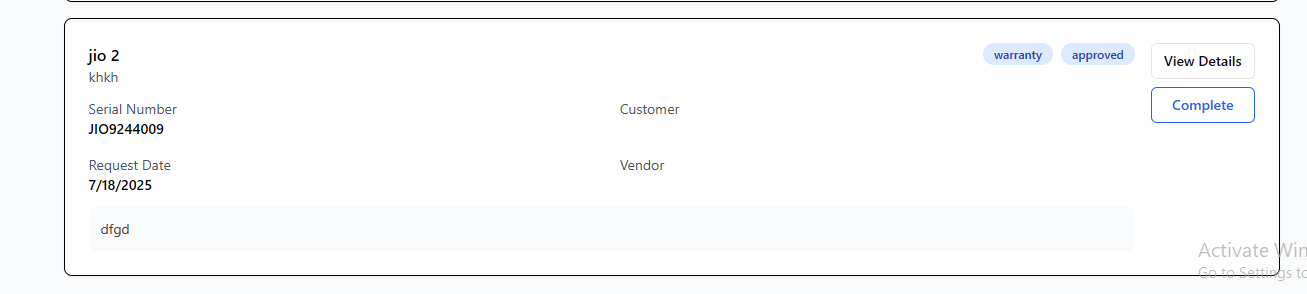 jio 2
warranty
approved
View Details
khkh
Complete
Serial Number
Customer
JIO9244009
Request Date
Vendor
7/18/2025
dfgd
Activate Win
Go to Settings to